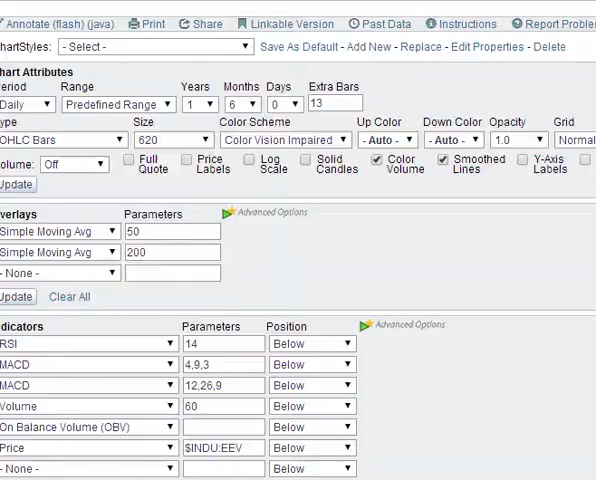 Annotate (flash) (java) Print Share Linkable Version Past Data Instructions Report Proble
hartStyles: - Select - Save As Default - Add New - Replace - Edit Properties - Delete
hart Attributes
eriod Range Years Months Days Extra Bars
Daily Predefined Range 1 6 0 13
ype Size Color Scheme Up Color Down Color Opacity Grid
OHLC Bars 620 Color Vision Impaired - Auto - - Auto - 1.0 Normal
olume: Off Full Quote Price Labels Log Scale Solid Candles Color Volume Smoothed Lines Y-Axis Labels
Update
verlays Parameters Advanced Options
Simple Moving Avg 50
Simple Moving Avg 200
- None -
Update Clear All
dicators Parameters Position Advanced Options
RSI 14 Below
MACD 4,9,3 Below
MACD 12,26,9 Below
Volume 60 Below
On Balance Volume (OBV) Below
Price $INDU:EEV Below
- None - Below